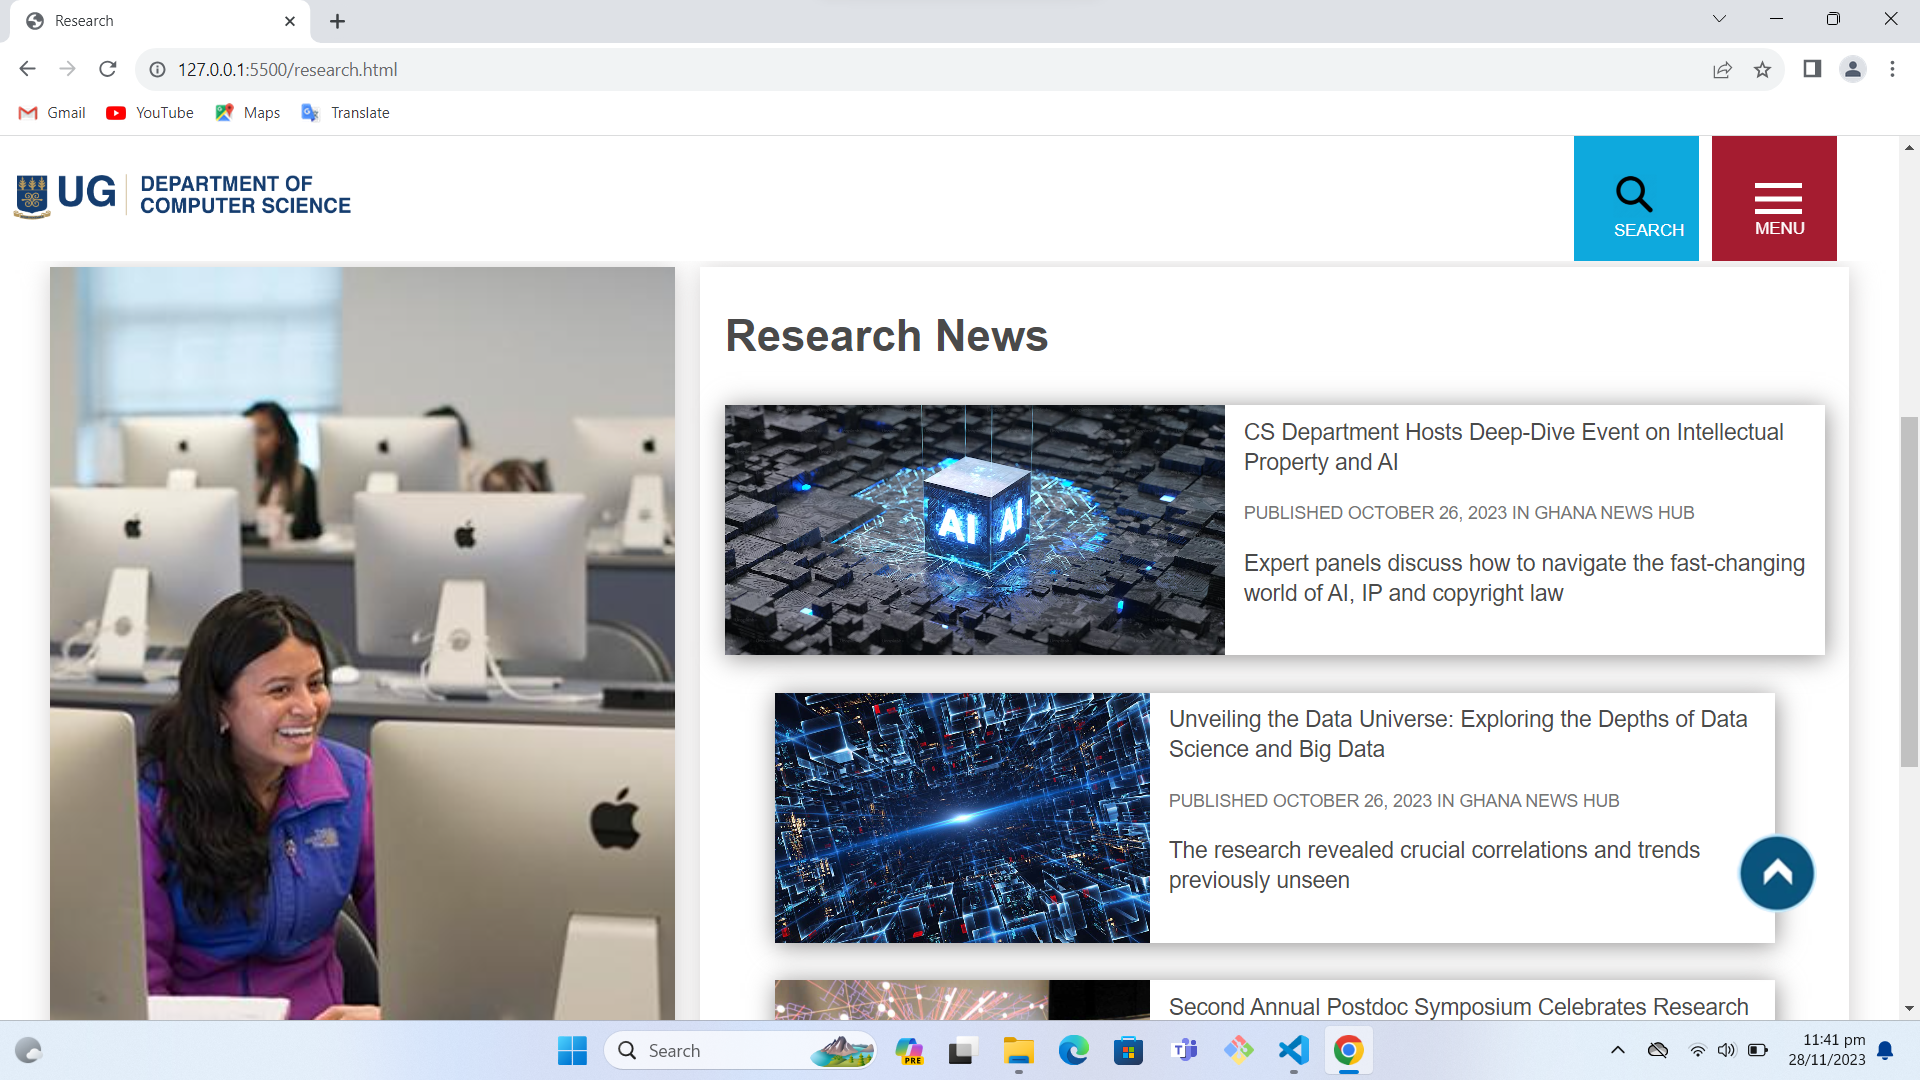 Research
127.0.0.1:5500/research.html
Gmail YouTube Maps Translate
UG DEPARTMENT OF
COMPUTER SCIENCE
SEARCH
MENU
Research News
AI AI
CS Department Hosts Deep-Dive Event on Intellectual
Property and AI
PUBLISHED OCTOBER 26, 2023 IN GHANA NEWS HUB
Expert panels discuss how to navigate the fast-changing
world of AI, IP and copyright law
Unveiling the Data Universe: Exploring the Depths of Data
Science and Big Data
PUBLISHED OCTOBER 26, 2023 IN GHANA NEWS HUB
The research revealed crucial correlations and trends
previously unseen
Second Annual Postdoc Symposium Celebrates Research
Search
PRE
11:41 pm
28/11/2023